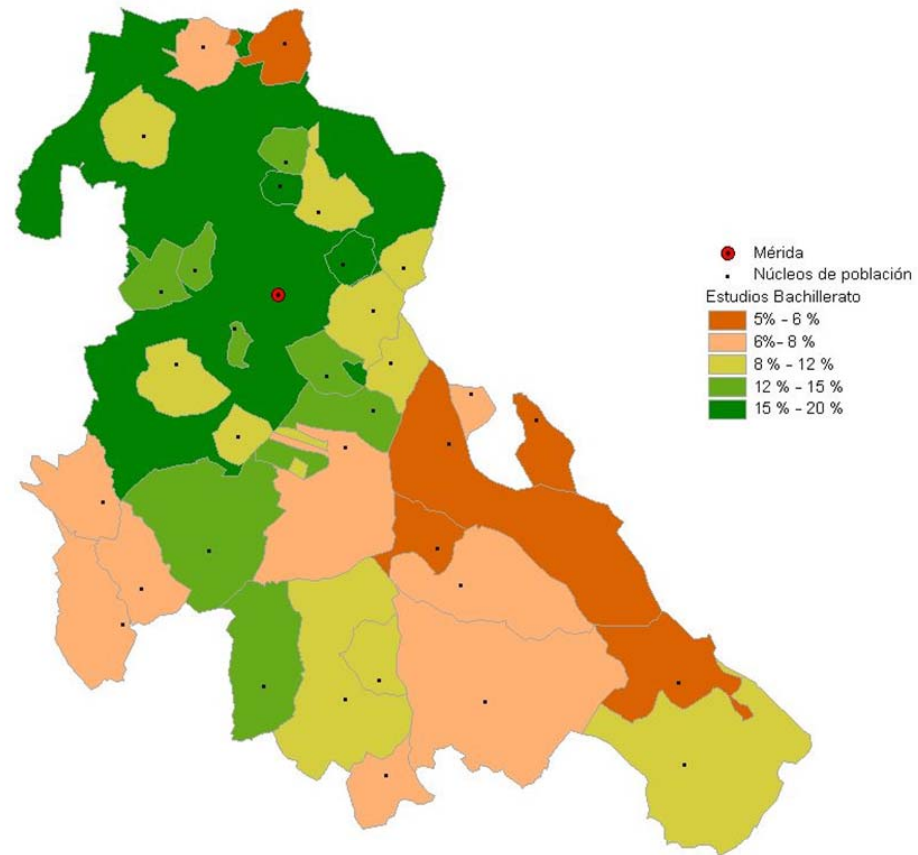 Mérida
Núcleos de población
Estudios Bachillerato
5% - 6 %
6%- 8 %
8 % - 12 %
12 % - 15 %
15 % - 20 %